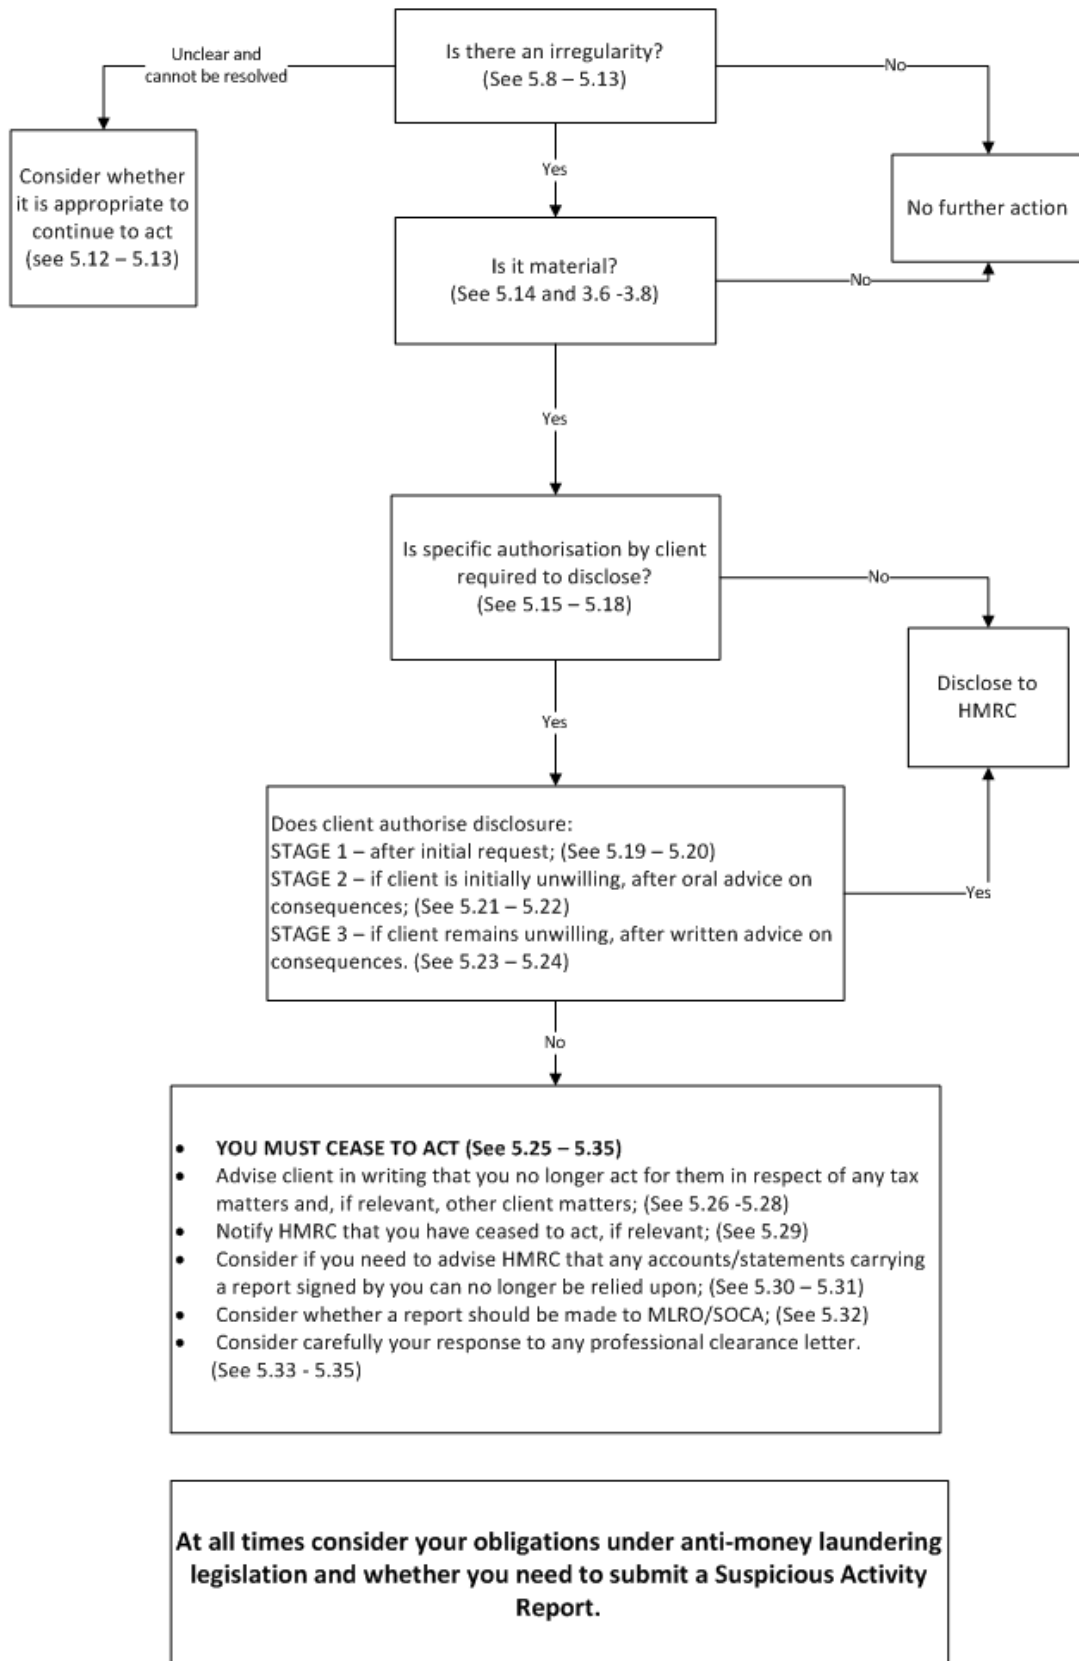 Is there an irregularity?
(See 5.8 – 5.13)
Unclear and
cannot be resolved
No
Consider whether
it is appropriate to
continue to act
(see 5.12 – 5.13)
Yes
No further action
Is it material?
(See 5.14 and 3.6 -3.8)
No
Yes
Is specific authorisation by client
required to disclose?
(See 5.15 – 5.18)
No
Disclose to
HMRC
Yes
Does client authorise disclosure:
STAGE 1 – after initial request; (See 5.19 – 5.20)
STAGE 2 – if client is initially unwilling, after oral advice on
consequences; (See 5.21 – 5.22)
STAGE 3 – if client remains unwilling, after written advice on
consequences. (See 5.23 – 5.24)
Yes
No
• YOU MUST CEASE TO ACT (See 5.25 – 5.35)
• Advise client in writing that you no longer act for them in respect of any tax
matters and, if relevant, other client matters; (See 5.26 -5.28)
• Notify HMRC that you have ceased to act, if relevant; (See 5.29)
• Consider if you need to advise HMRC that any accounts/statements carrying
a report signed by you can no longer be relied upon; (See 5.30 – 5.31)
• Consider whether a report should be made to MLRO/SOCA; (See 5.32)
• Consider carefully your response to any professional clearance letter.
(See 5.33 - 5.35)
At all times consider your obligations under anti-money laundering
legislation and whether you need to submit a Suspicious Activity
Report.